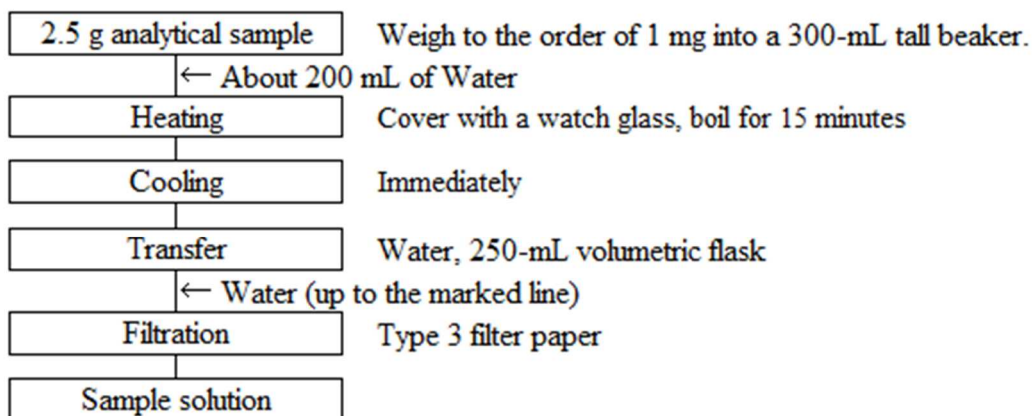 2.5 g analytical sample Weigh to the order of 1 mg into a 300-mL tall beaker.
← About 200 mL of Water
Heating Cover with a watch glass, boil for 15 minutes
Cooling Immediately
Transfer Water, 250-mL volumetric flask
← Water (up to the marked line)
Filtration Type 3 filter paper
Sample solution